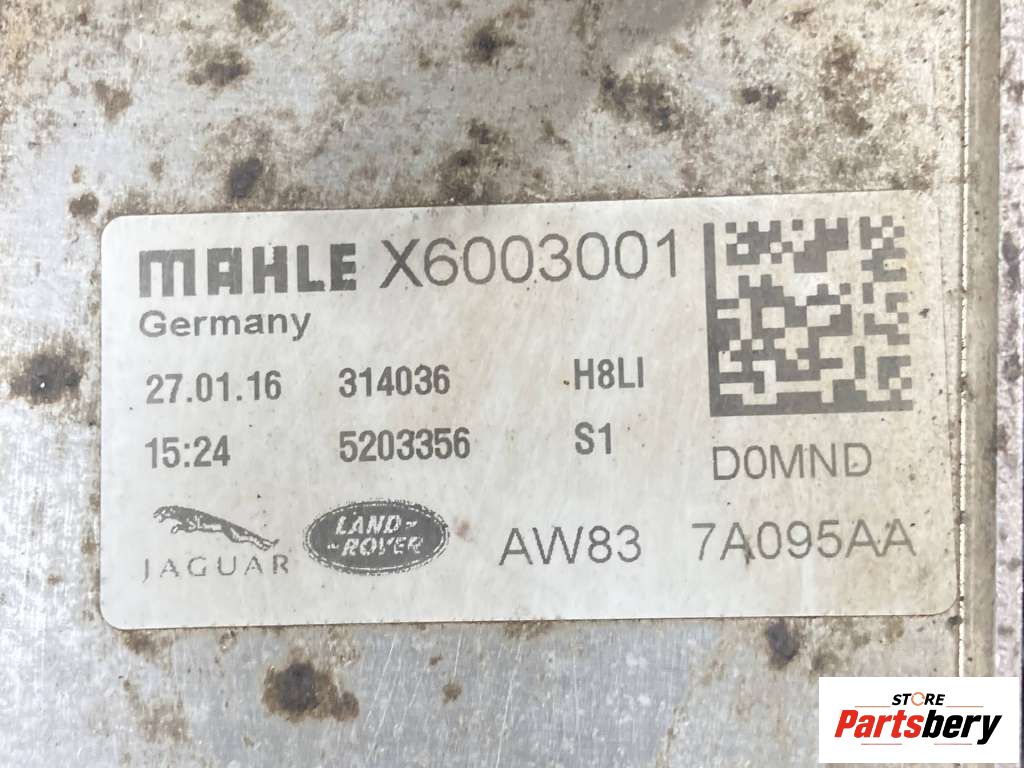 MAHLE X6003001
Germany
27.01.16 314036 H8LI
15:24 5203356 S1
D0MND
JAGUAR LAND-
-ROVER AW83 7A095AA
STORE
Partsbery